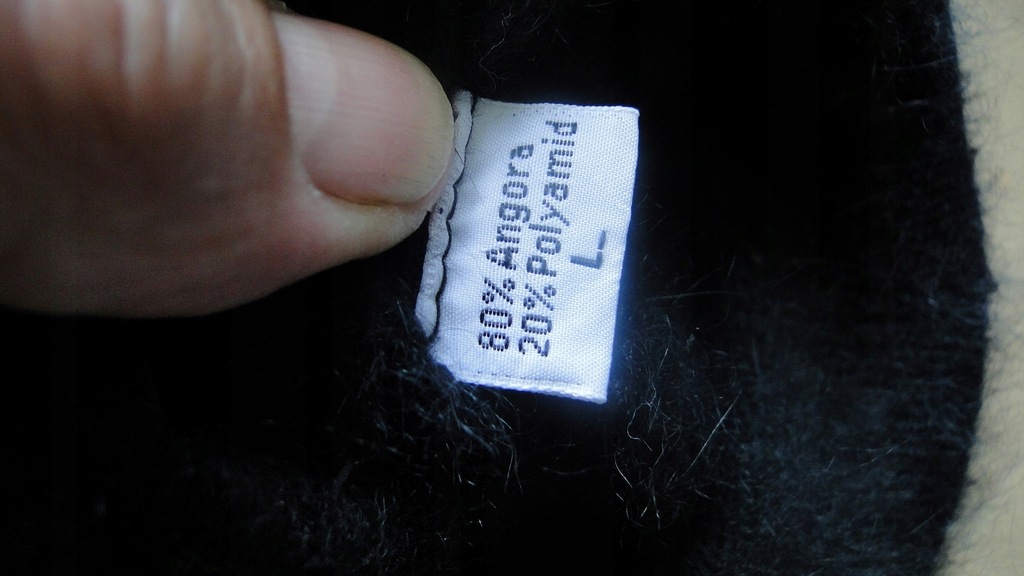 80% Angora
20% Polyamid
L